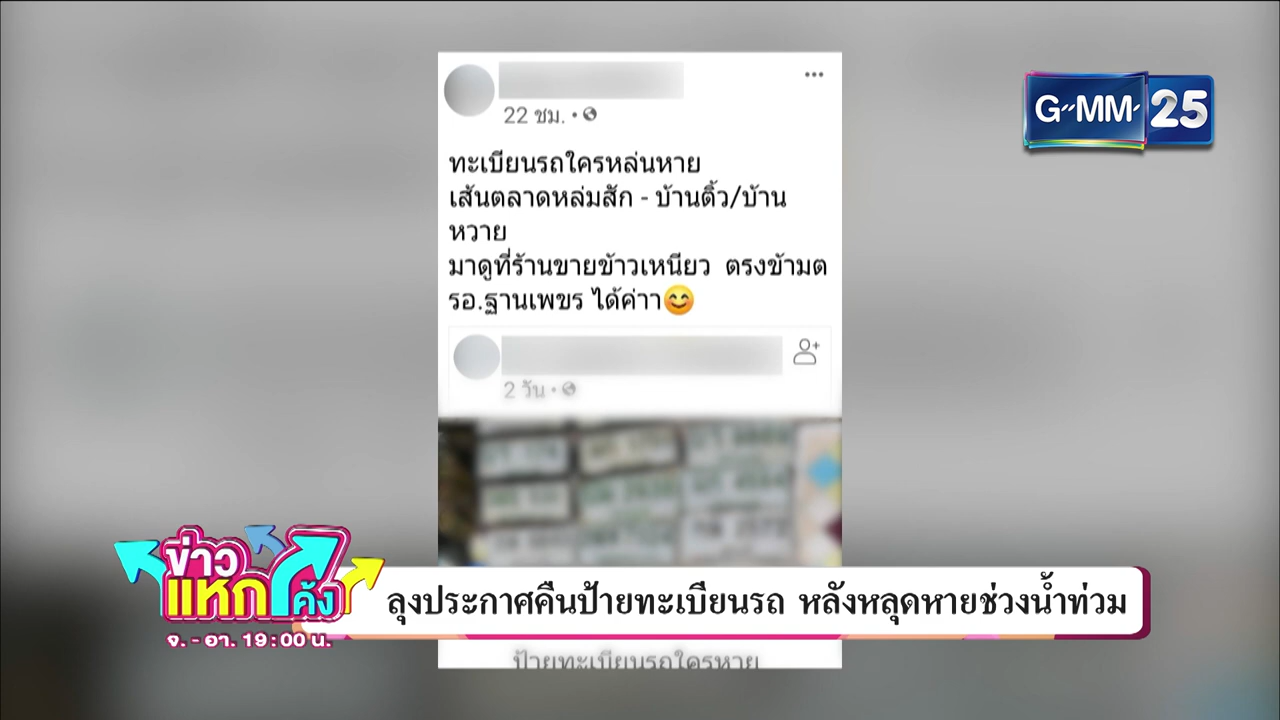 G-MM- 25
22 ชม.
ทะเบียนรถใครหล่นหาย
เส้นตลาดหล่มสัก - บ้านติ้ว/บ้าน
หวาย
มาดูที่ร้านขายข้าวเหนียว ตรงข้ามต
รอ.ฐานเพขร ได้ค่าา😊
2 วัน
ข่าว
แหกโค้ง
จ. - อา. 19:00 น.
ลุงประกาศคืนป้ายทะเบียนรถ หลังหลุดหายช่วงน้ำท่วม
ป้ายทะเบียนรถใครหาย